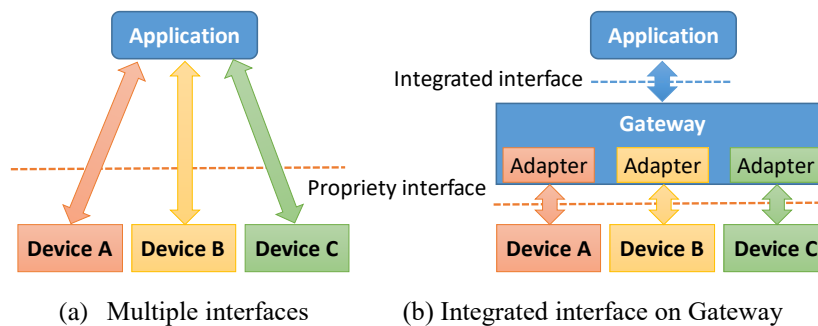 Application
Application
Integrated interface
Gateway
Adapter
Adapter
Adapter
Propriety interface
Device A
Device B
Device C
Device A
Device B
Device C
(a) Multiple interfaces
(b) Integrated interface on Gateway